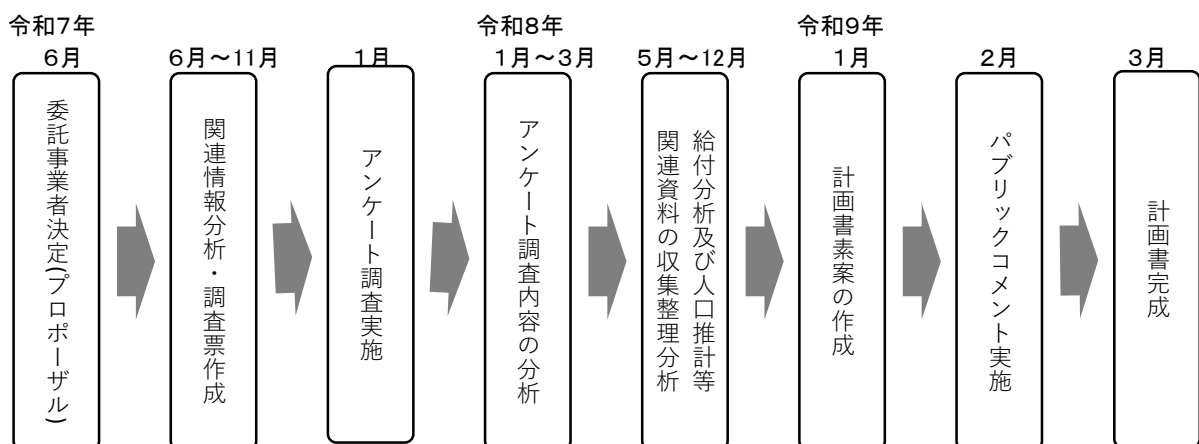 令和7年
6月
委託事業者決定(プロポーザル)
6月～11月
関連情報分析・調査票作成
1月
アンケート調査実施
令和8年
1月～3月
アンケート調査内容の分析
5月～12月
給付分析及び人口推計等
関連資料の収集整理分析
令和9年
1月
計画書素案の作成
2月
パブリックコメント実施
3月
計画書完成